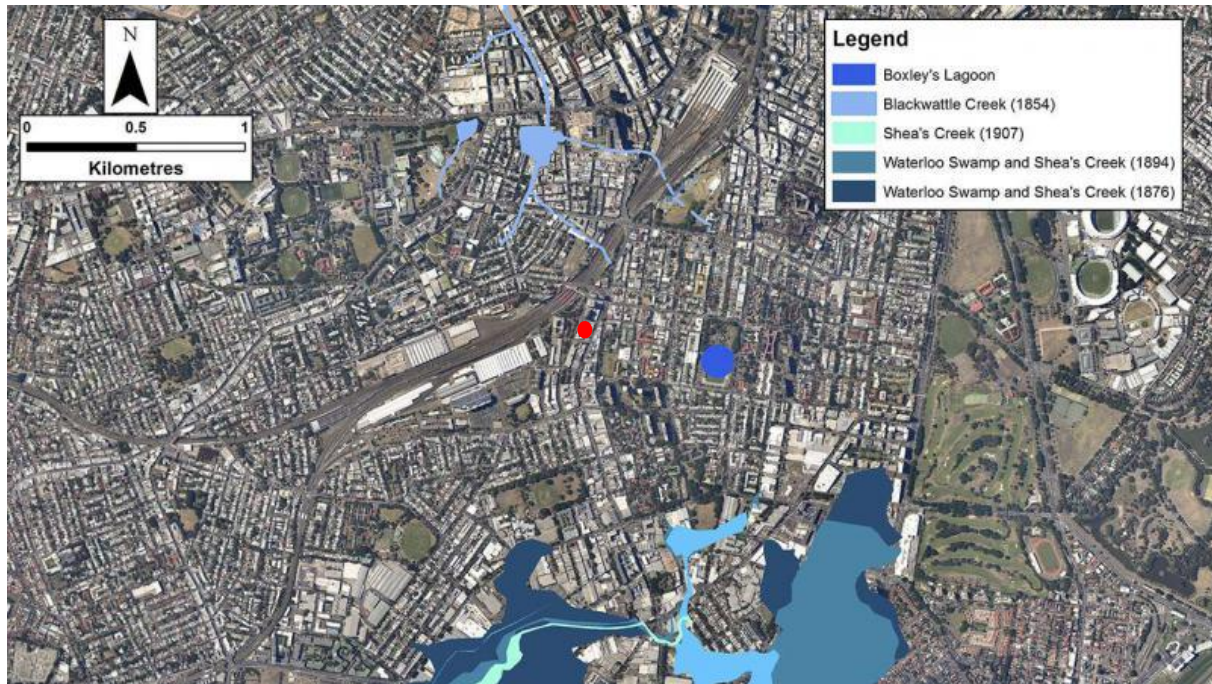 N
0 0.5 1
Kilometres
Legend
Boxley's Lagoon
Blackwattle Creek (1854)
Shea's Creek (1907)
Waterloo Swamp and Shea's Creek (1894)
Waterloo Swamp and Shea's Creek (1876)